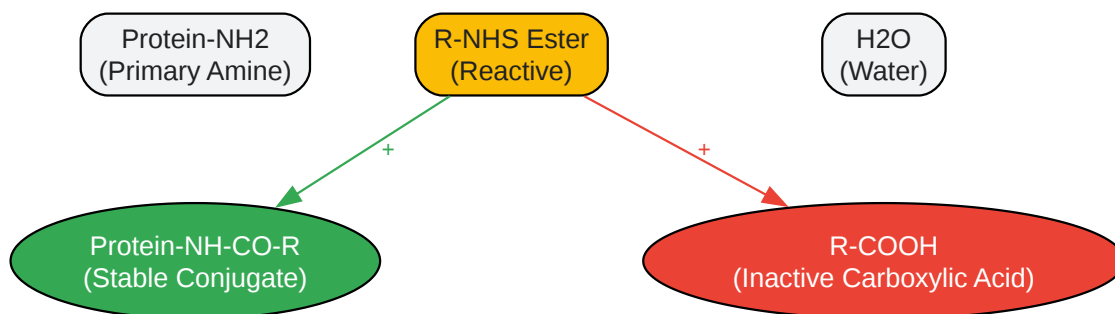 Protein-NH2
(Primary Amine)
R-NHS Ester
(Reactive)
H2O
(Water)
+
+
Protein-NH-CO-R
(Stable Conjugate)
R-COOH
(Inactive Carboxylic Acid)